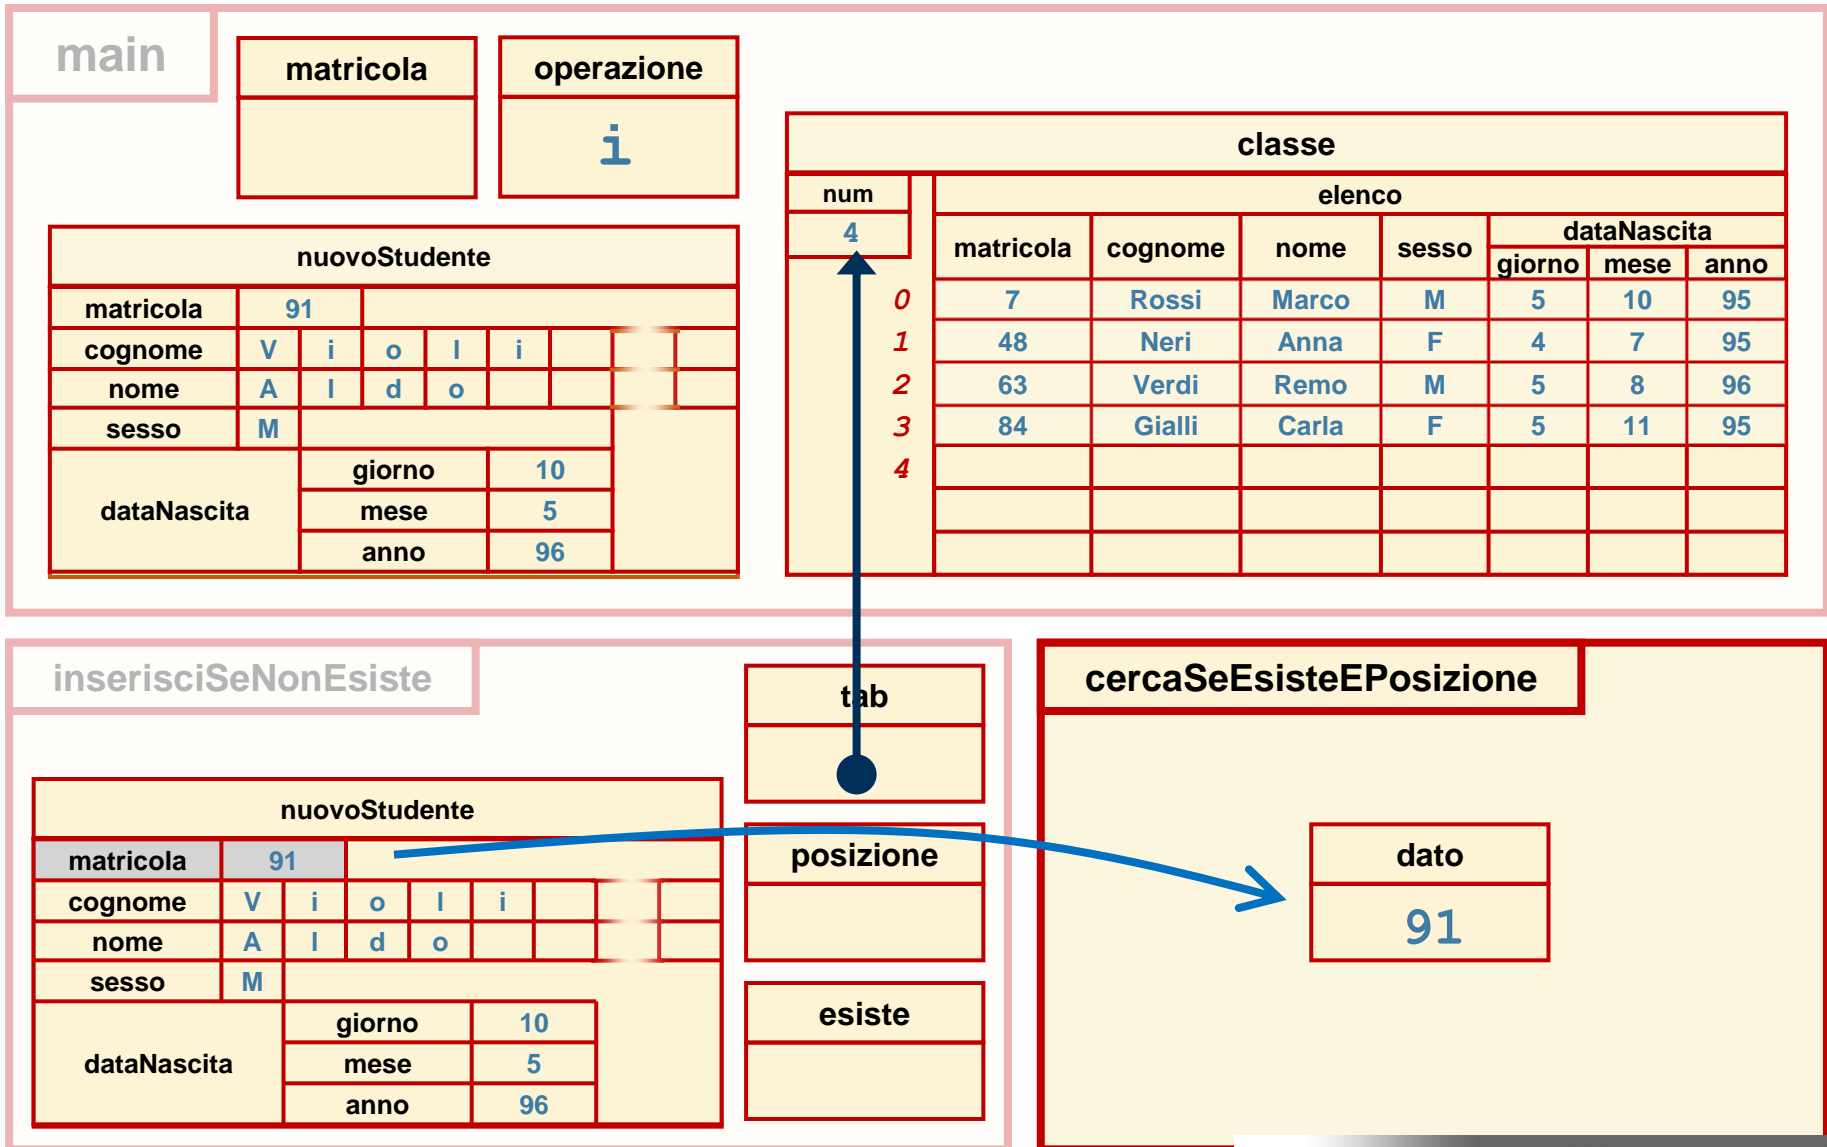 main
matricola
operazione
i
classe
num
elenco
4
matricola cognome nome sesso dataNascita
giorno mese anno
0 7 Rossi Marco M 5 10 95
1 48 Neri Anna F 4 7 95
2 63 Verdi Remo M 5 8 96
3 84 Gialli Carla F 5 11 95
4
nuovoStudente
matricola 91
cognome V i o l i
nome A l d o
sesso M
dataNascita
giorno 10
mese 5
anno 96
inserisciSeNonEsiste
tab
nuovoStudente
matricola 91
cognome V i o l i
nome A l d o
sesso M
dataNascita
giorno 10
mese 5
anno 96
posizione
esiste
cercaSeEsisteEPosizione
dato
91